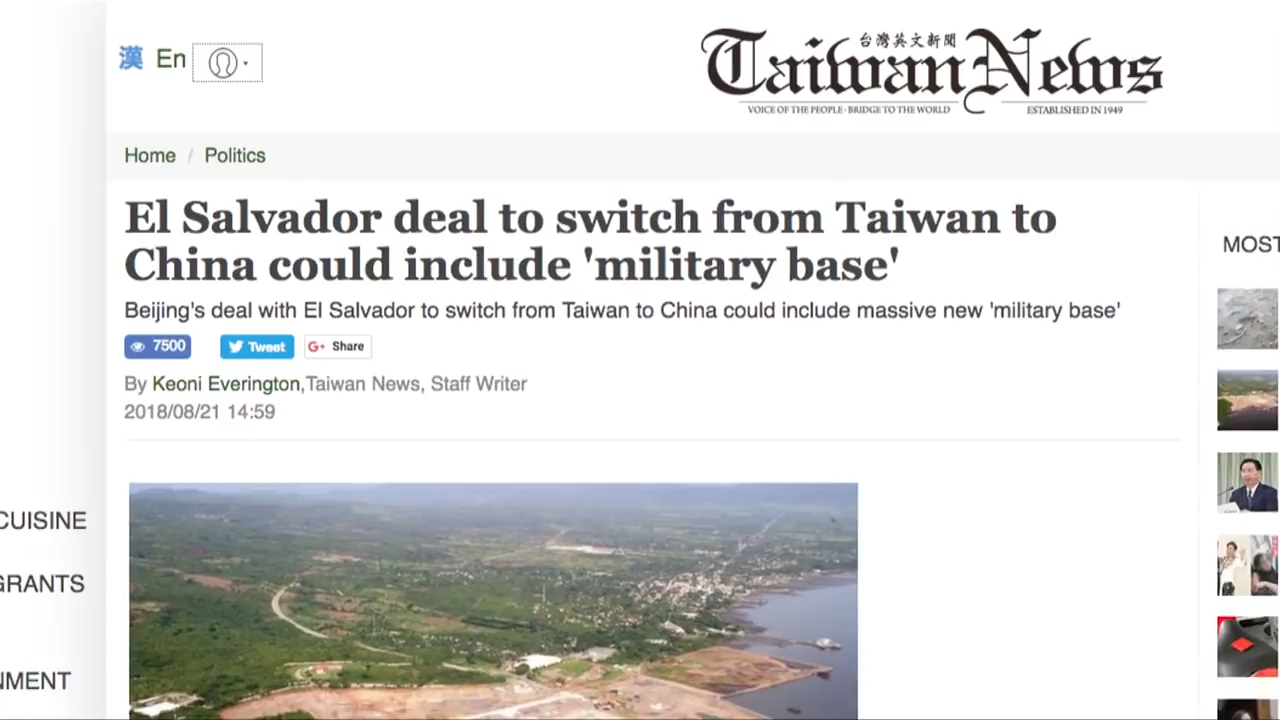 漢 En
台灣英文新聞
Taiwan News
VOICE OF THE PEOPLE · BRIDGE TO THE WORLD
ESTABLISHED IN 1949
Home / Politics
El Salvador deal to switch from Taiwan to
China could include 'military base'
Beijing's deal with El Salvador to switch from Taiwan to China could include massive new 'military base'
7500 Tweet G+ Share
By Keoni Everington,Taiwan News, Staff Writer
2018/08/21 14:59
MOST
CUISINE
GRANTS
NMENT